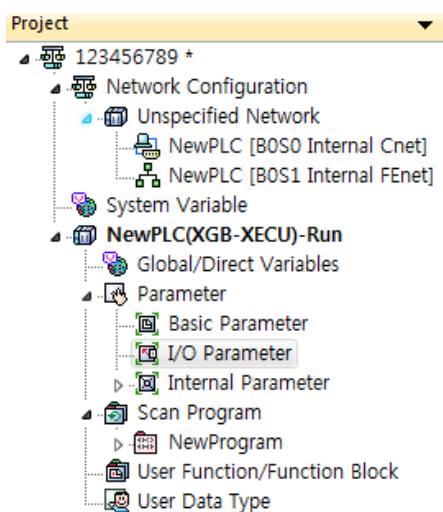 Project
123456789 *
Network Configuration
Unspecified Network
NewPLC [B0S0 Internal Cnet]
NewPLC [B0S1 Internal FEnet]
System Variable
NewPLC(XGB-XECU)-Run
Global/Direct Variables
Parameter
Basic Parameter
I/O Parameter
Internal Parameter
Scan Program
NewProgram
User Function/Function Block
User Data Type